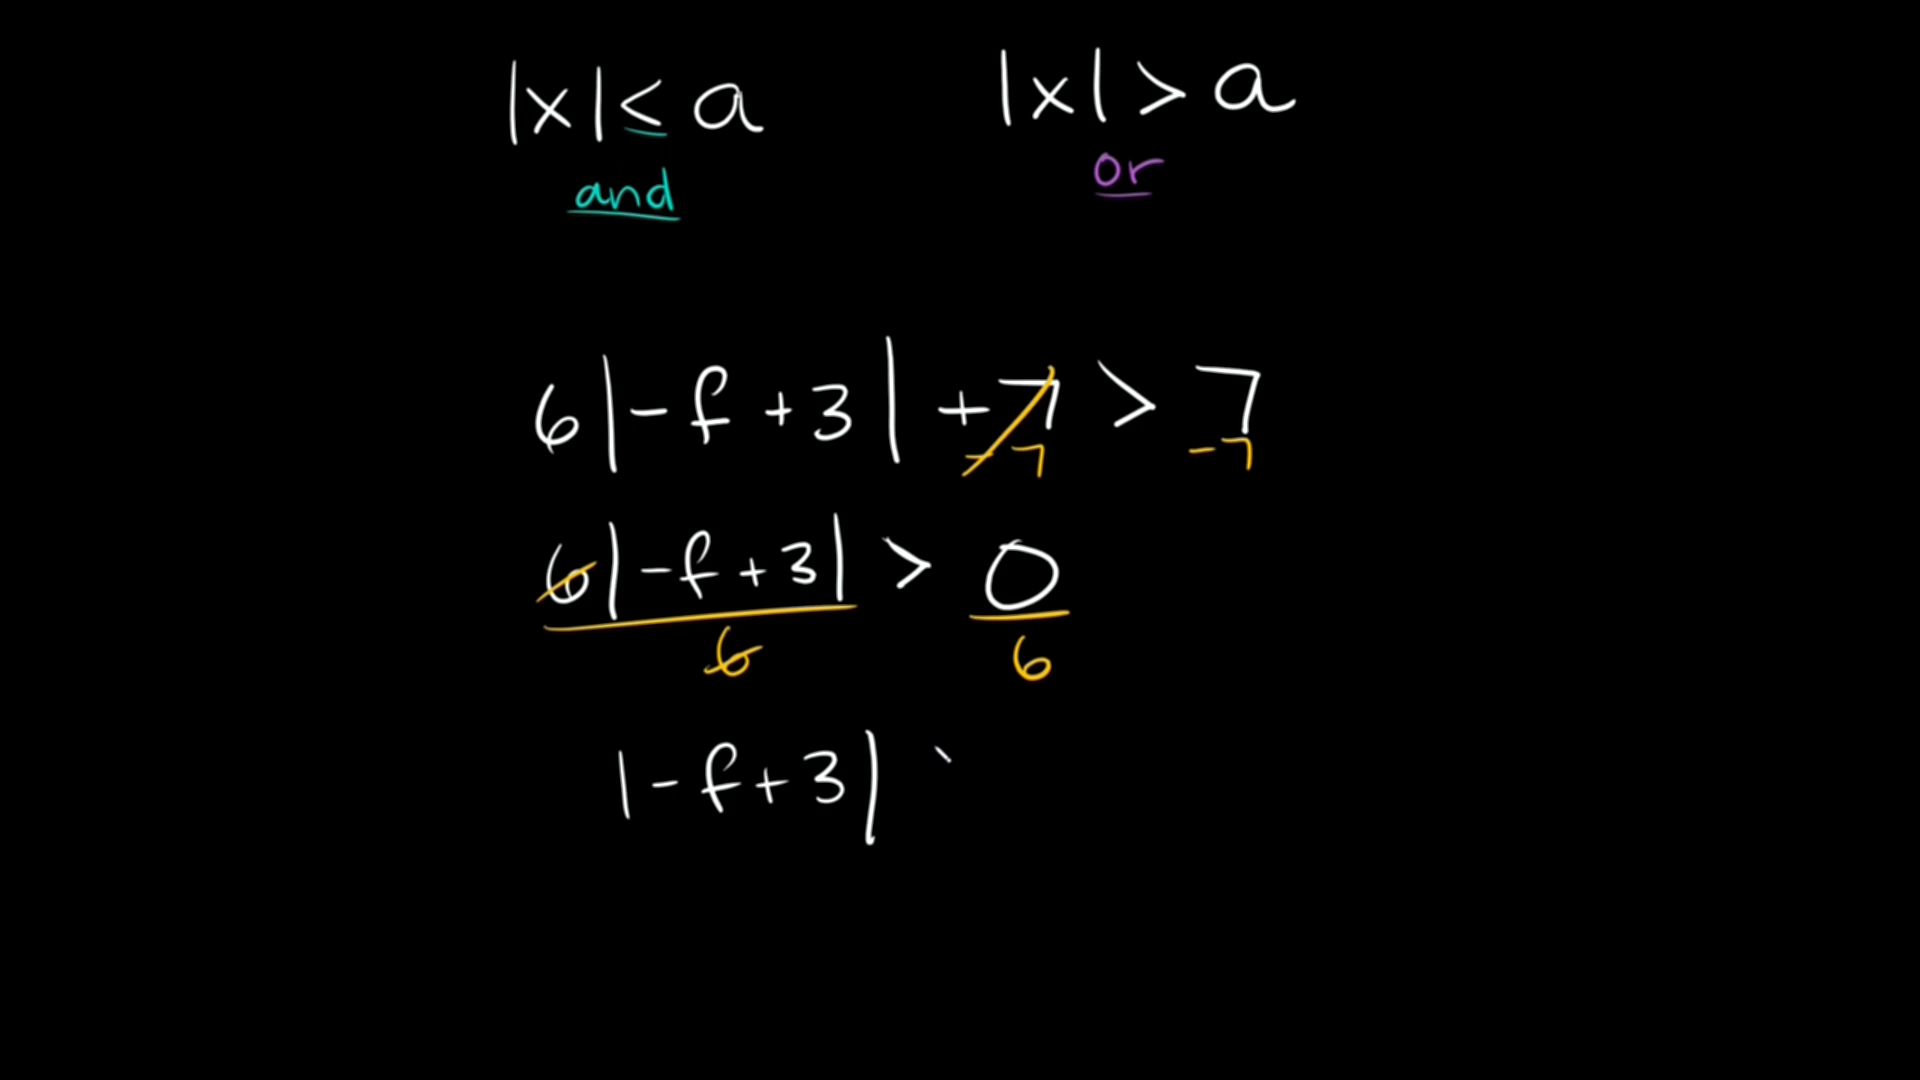 |x| ≤ a |x| > a
and or
6|-f+3| +7 > 7
-7 -7
6|-f+3| > 0
6 6
|-f+3|